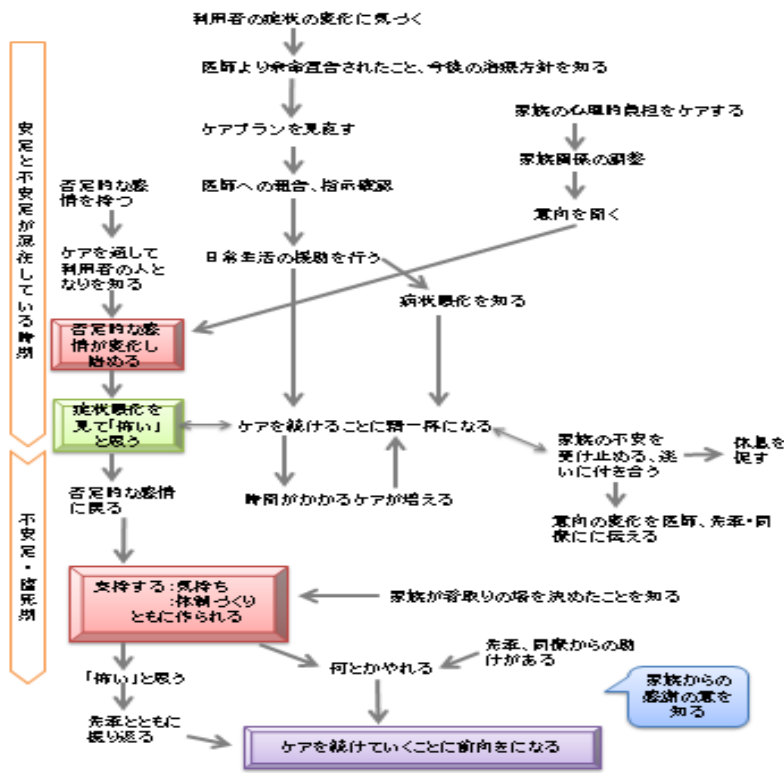 利用者の症状の変化に気づく
医師より余命宣告されたこと、今後の治療方針を知る
ケアプランを見直す
医師への報告、指示確認
日常生活の援助を行う
病状悪化を知る
家族の心理的負担をケアする
家族関係の調整
意向を聞く
安定と不安定が混在している時期
否定的な感
情を持つ
ケアを通して
利用者の人と
なりを知る
否定的な感
情が変化し
始める
症状悪化を
見て「怖い」
と思う
ケアを続けることに精一杯になる
時間がかかるケアが増える
家族の不安を
受け止める、迷
いに付き合う
休息を
促す
意向の変化を医師、先輩・同
僚にに伝える
不安定・臨死期
否定的な感情
に戻る
支持する:気持ち
:体制づくり
ともに作られる
家族が看取りの場を決めたことを知る
「怖い」と思う
何とかやれる
先輩、同僚からの助
けがある
先輩とともに
振り返る
家族からの
感謝の意を
知る
ケアを続けていくことに前向きになる